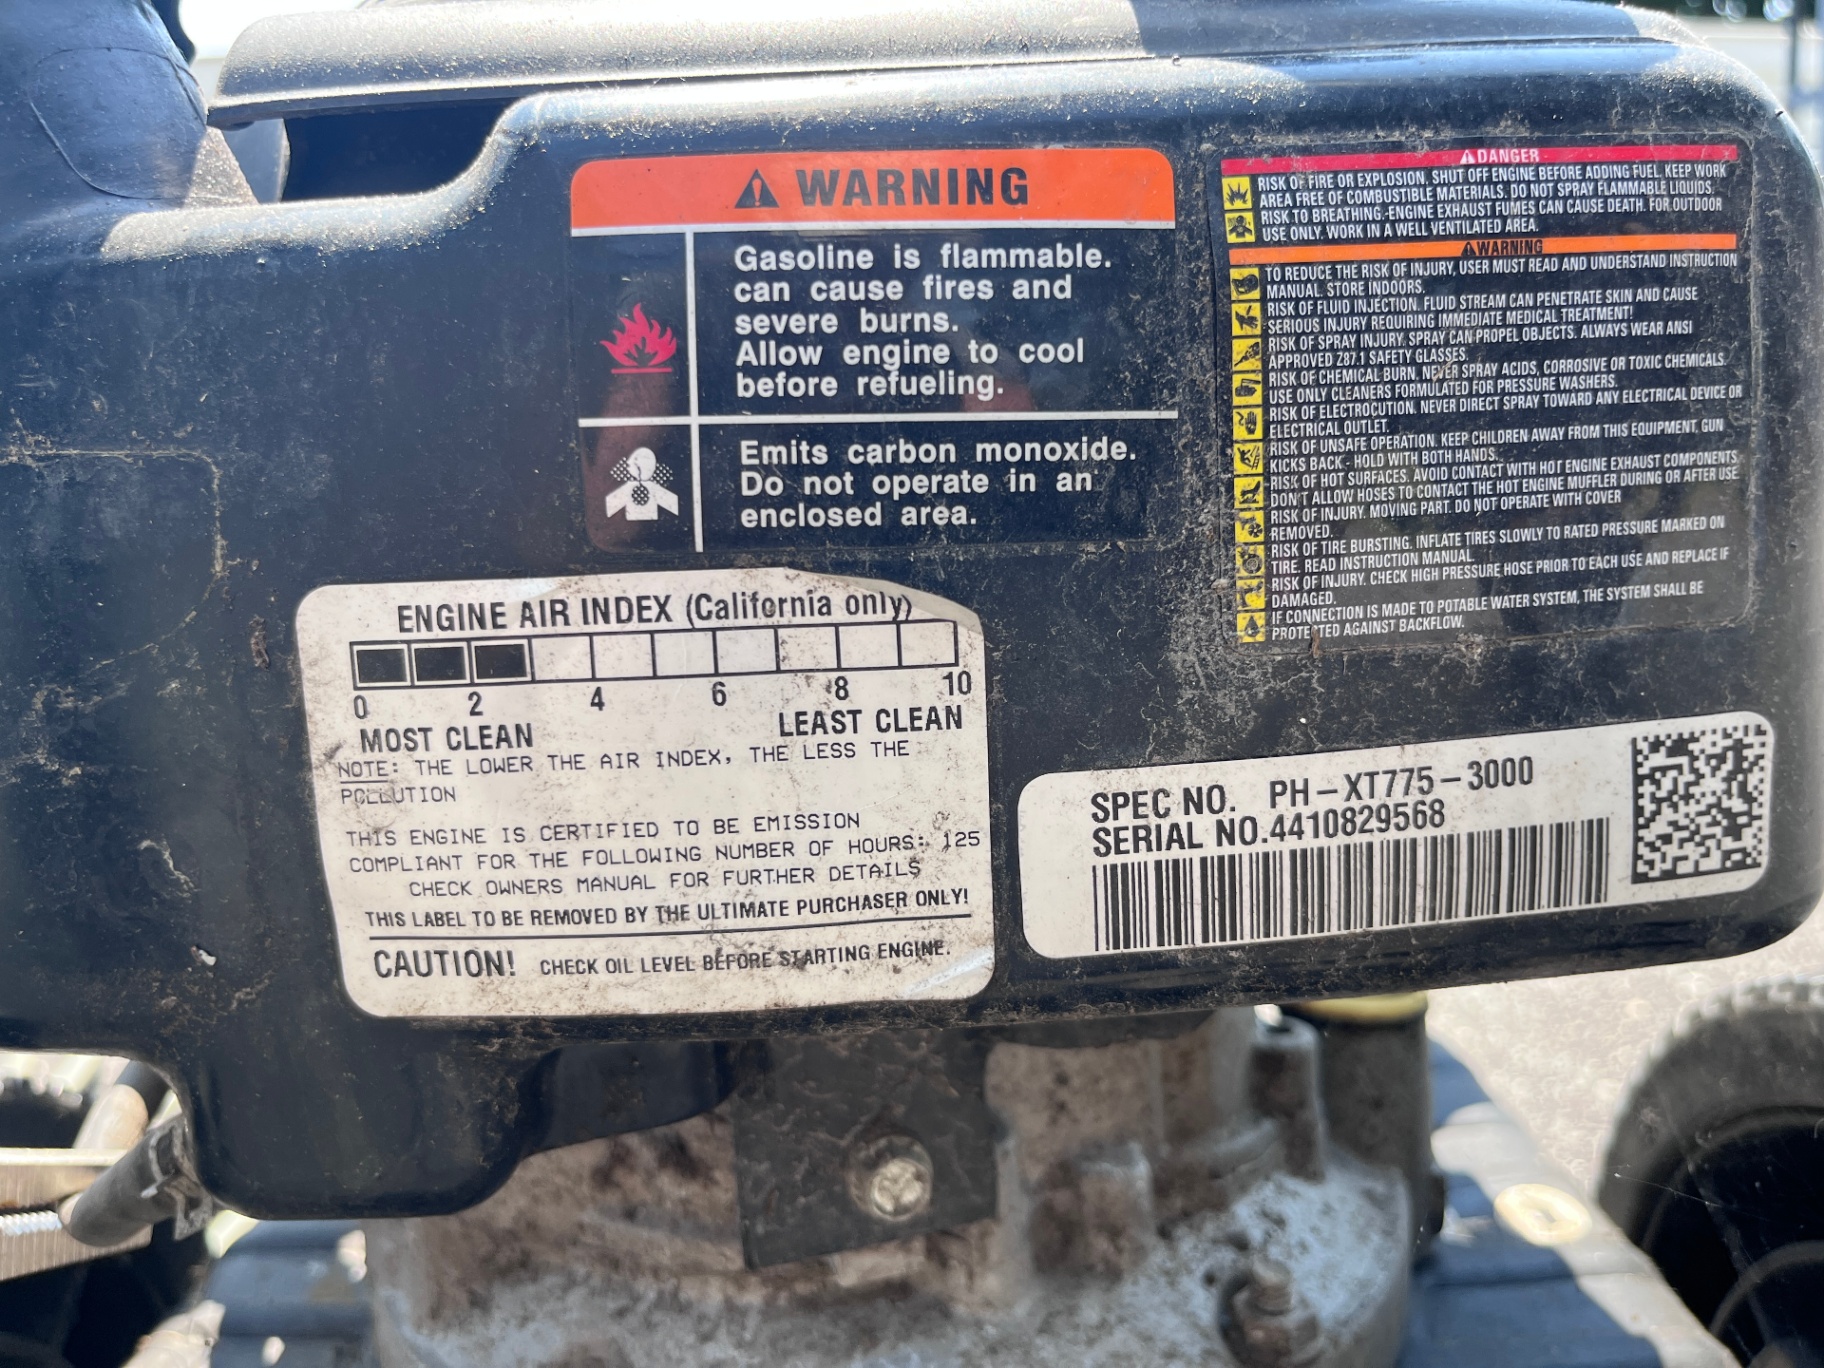 WARNING
Gasoline is flammable.
can cause fires and
severe burns.
Allow engine to cool
before refueling.
Emits carbon monoxide.
Do not operate in an
enclosed area.
DANGER
RISK OF FIRE OR EXPLOSION. SHUT OFF ENGINE BEFORE ADDING FUEL. KEEP WORK
AREA FREE OF COMBUSTIBLE MATERIALS. DO NOT SPRAY FLAMMABLE LIQUIDS.
RISK TO BREATHING.-ENGINE EXHAUST FUMES CAN CAUSE DEATH. FOR OUTDOOR
USE ONLY. WORK IN A WELL VENTILATED AREA.
WARNING
TO REDUCE THE RISK OF INJURY, USER MUST READ AND UNDERSTAND INSTRUCTION
MANUAL. STORE INDOORS.
RISK OF FLUID INJECTION. FLUID STREAM CAN PENETRATE SKIN AND CAUSE
SERIOUS INJURY REQUIRING IMMEDIATE MEDICAL TREATMENT!
RISK OF SPRAY INJURY. SPRAY CAN PROPEL OBJECTS. ALWAYS WEAR ANSI
APPROVED Z87.1 SAFETY GLASSES.
RISK OF CHEMICAL BURN. NEVER SPRAY ACIDS, CORROSIVE OR TOXIC CHEMICALS.
USE ONLY CLEANERS FORMULATED FOR PRESSURE WASHERS.
RISK OF ELECTROCUTION. NEVER DIRECT SPRAY TOWARD ANY ELECTRICAL DEVICE OR
ELECTRICAL OUTLET.
RISK OF UNSAFE OPERATION. KEEP CHILDREN AWAY FROM THIS EQUIPMENT. GUN
KICKS BACK - HOLD WITH BOTH HANDS.
RISK OF HOT SURFACES. AVOID CONTACT WITH HOT ENGINE EXHAUST COMPONENTS.
DON'T ALLOW HOSES TO CONTACT THE HOT ENGINE MUFFLER DURING OR AFTER USE.
RISK OF INJURY. MOVING PART. DO NOT OPERATE WITH COVER
REMOVED.
RISK OF TIRE BURSTING. INFLATE TIRES SLOWLY TO RATED PRESSURE MARKED ON
TIRE. READ INSTRUCTION MANUAL.
RISK OF INJURY. CHECK HIGH PRESSURE HOSE PRIOR TO EACH USE AND REPLACE IF
DAMAGED.
IF CONNECTION IS MADE TO POTABLE WATER SYSTEM, THE SYSTEM SHALL BE
PROTECTED AGAINST BACKFLOW.
ENGINE AIR INDEX (California only)
0 2 4 6 8 10
MOST CLEAN LEAST CLEAN
NOTE: THE LOWER THE AIR INDEX, THE LESS THE
POLLUTION
THIS ENGINE IS CERTIFIED TO BE EMISSION
COMPLIANT FOR THE FOLLOWING NUMBER OF HOURS: 125
CHECK OWNERS MANUAL FOR FURTHER DETAILS
THIS LABEL TO BE REMOVED BY THE ULTIMATE PURCHASER ONLY!
CAUTION! CHECK OIL LEVEL BEFORE STARTING ENGINE.
SPEC NO. PH-XT775-3000
SERIAL NO.4410829568